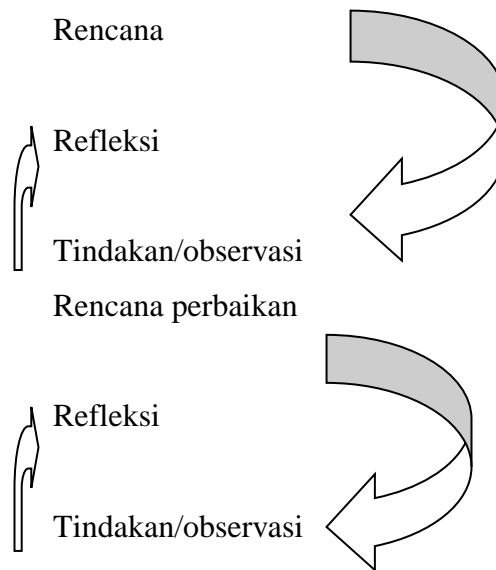 Rencana
Refleksi
Tindakan/observasi
Rencana perbaikan
Refleksi
Tindakan/observasi